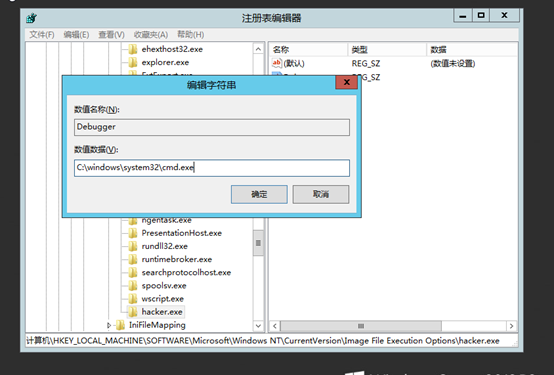 注册表编辑器
文件(F) 编辑(E) 查看(V) 收藏夹(A) 帮助(H)
ehexthost32.exe
explorer.exe
名称 类型 数据
(默认) REG_SZ (数值未设置)
REG_SZ
编辑字符串
数值名称(N):
Debugger
数值数据(V):
C:\windows\system32\cmd.exe
确定 取消
ngentask.exe
PresentationHost.exe
rundll32.exe
runtimebroker.exe
searchprotocolhost.exe
spoolsv.exe
wscript.exe
hacker.exe
IniFileMapping
计算机\HKEY_LOCAL_MACHINE\SOFTWARE\Microsoft\Windows NT\CurrentVersion\Image File Execution Options\hacker.exe